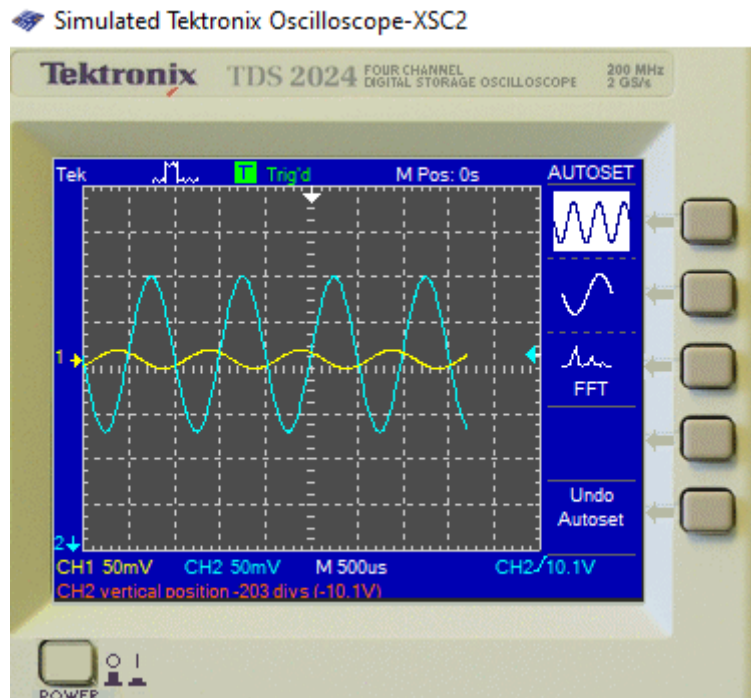 Simulated Tektronix Oscilloscope-XSC2
Tektronix TDS 2024 FOUR CHANNEL DIGITAL STORAGE OSCILLOSCOPE 200 MHz 2 GS/s
Tek T Trig'd M Pos: 0s AUTOSET
1
FFT
Undo
Autoset
2
CH1 50mV CH2 50mV M 500us CH2 10.1V
CH2 vertical position -203 divs (-10.1V)
POWER